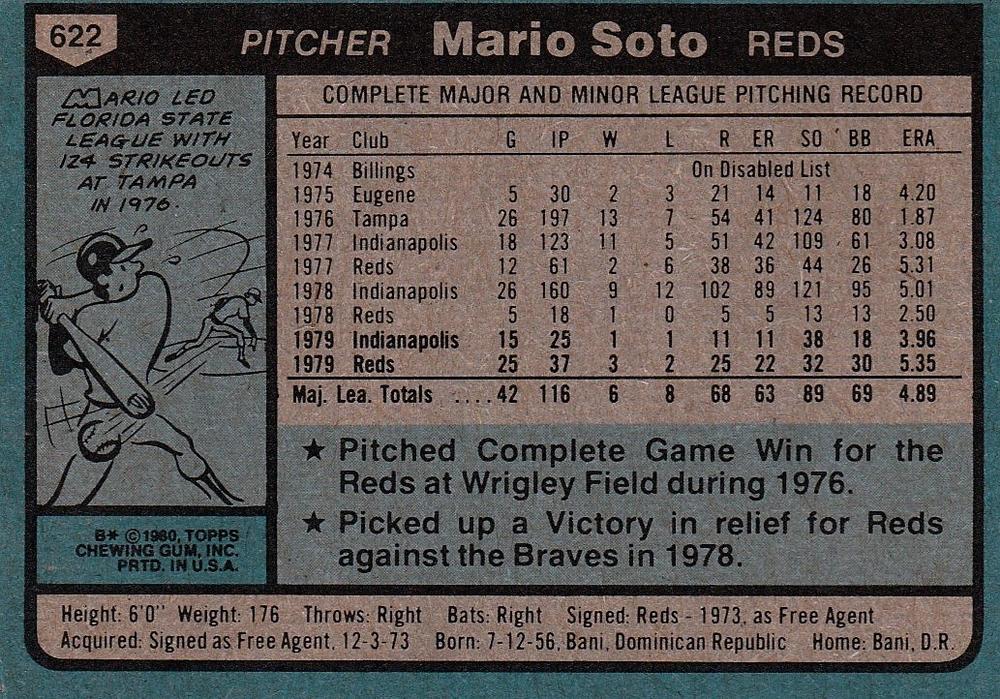 622 PITCHER Mario Soto REDS
MARIO LED
FLORIDA STATE
LEAGUE WITH
124 STRIKEOUTS
AT TAMPA
IN 1976.
COMPLETE MAJOR AND MINOR LEAGUE PITCHING RECORD
Year Club G IP W L R ER SO BB ERA
1974 Billings On Disabled List
1975 Eugene 5 30 2 3 21 14 11 18 4.20
1976 Tampa 26 197 13 7 54 41 124 80 1.87
1977 Indianapolis 18 123 11 5 51 42 109 61 3.08
1977 Reds 12 61 2 6 38 36 44 26 5.31
1978 Indianapolis 26 160 9 12 102 89 121 95 5.01
1978 Reds 5 18 1 0 5 5 13 13 2.50
1979 Indianapolis 15 25 1 1 11 11 38 18 3.96
1979 Reds 25 37 3 2 25 22 32 30 5.35
Maj. Lea. Totals ....42 116 6 8 68 63 89 69 4.89
★ Pitched Complete Game Win for the
Reds at Wrigley Field during 1976.
★ Picked up a Victory in relief for Reds
against the Braves in 1978.
B* © 1980, TOPPS
CHEWING GUM, INC.
PRTD. IN U.S.A.
Height: 6'0" Weight: 176 Throws: Right Bats: Right Signed: Reds - 1973, as Free Agent
Acquired: Signed as Free Agent, 12-3-73 Born: 7-12-56, Bani, Dominican Republic Home: Bani, D.R.